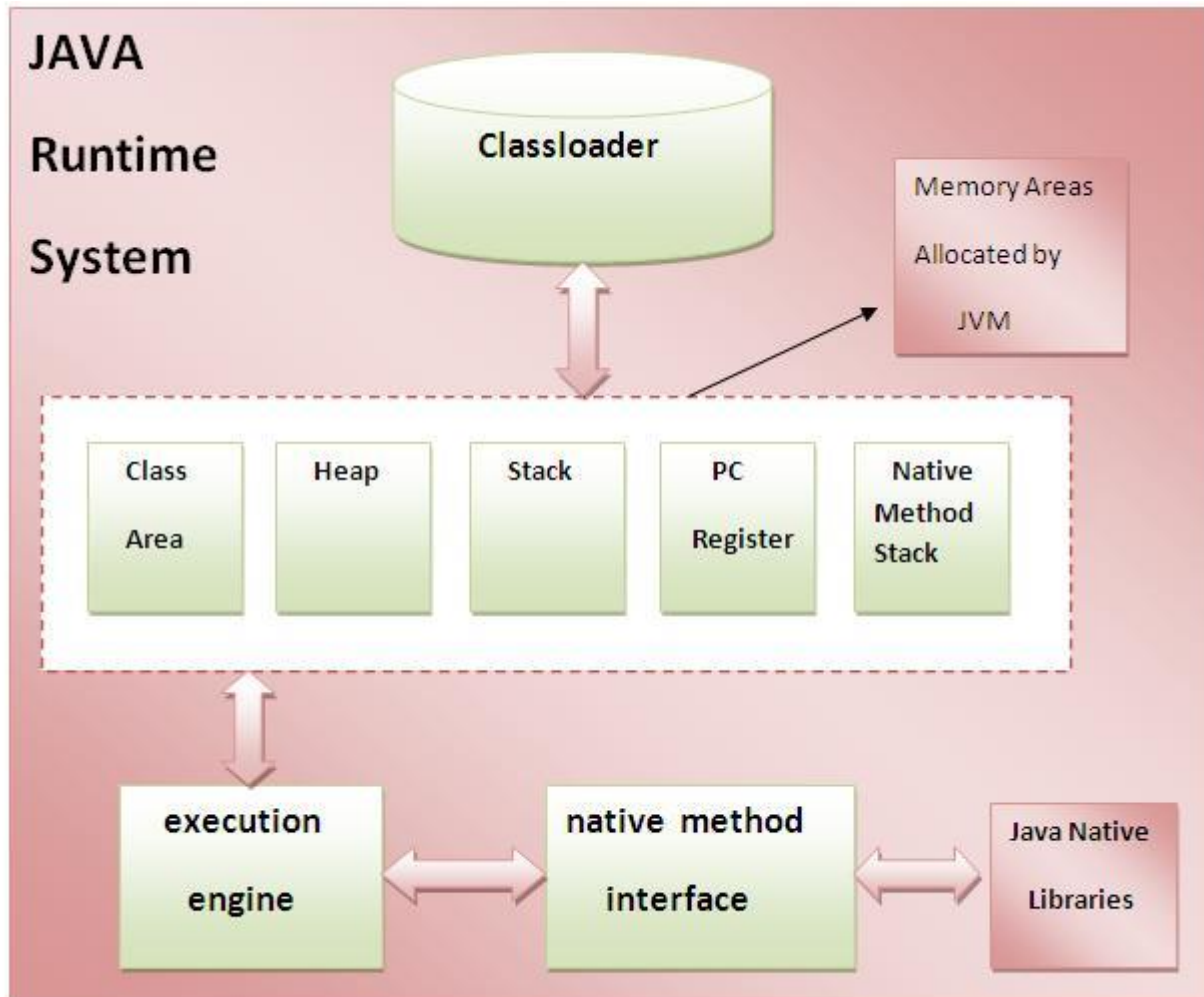 JAVA
Runtime
System
Classloader
Memory Areas
Allocated by
JVM
Class
Area
Heap
Stack
PC
Register
Native
Method
Stack
execution
engine
native method
interface
Java Native
Libraries